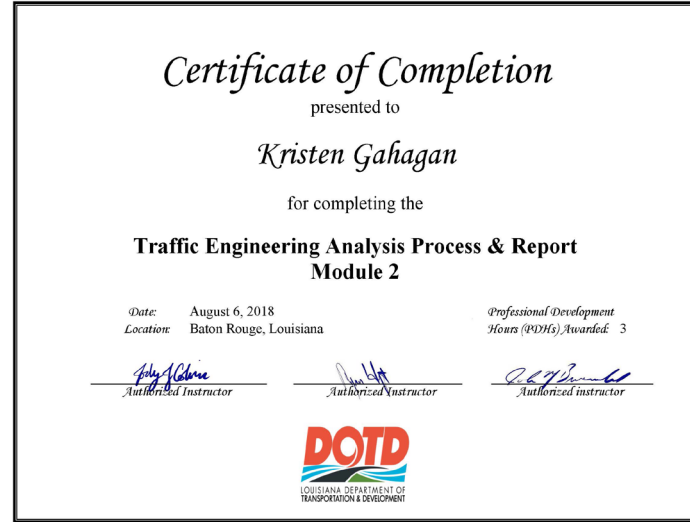 Certificate of Completion
presented to
Kristen Gahagan
for completing the
Traffic Engineering Analysis Process & Report
Module 2
Date: August 6, 2018
Location: Baton Rouge, Louisiana
Professional Development
Hours (PDHs) Awarded: 3
Authorized Instructor
Authorized Instructor
Authorized instructor
DOTD
LOUISIANA DEPARTMENT OF
TRANSPORTATION & DEVELOPMENT